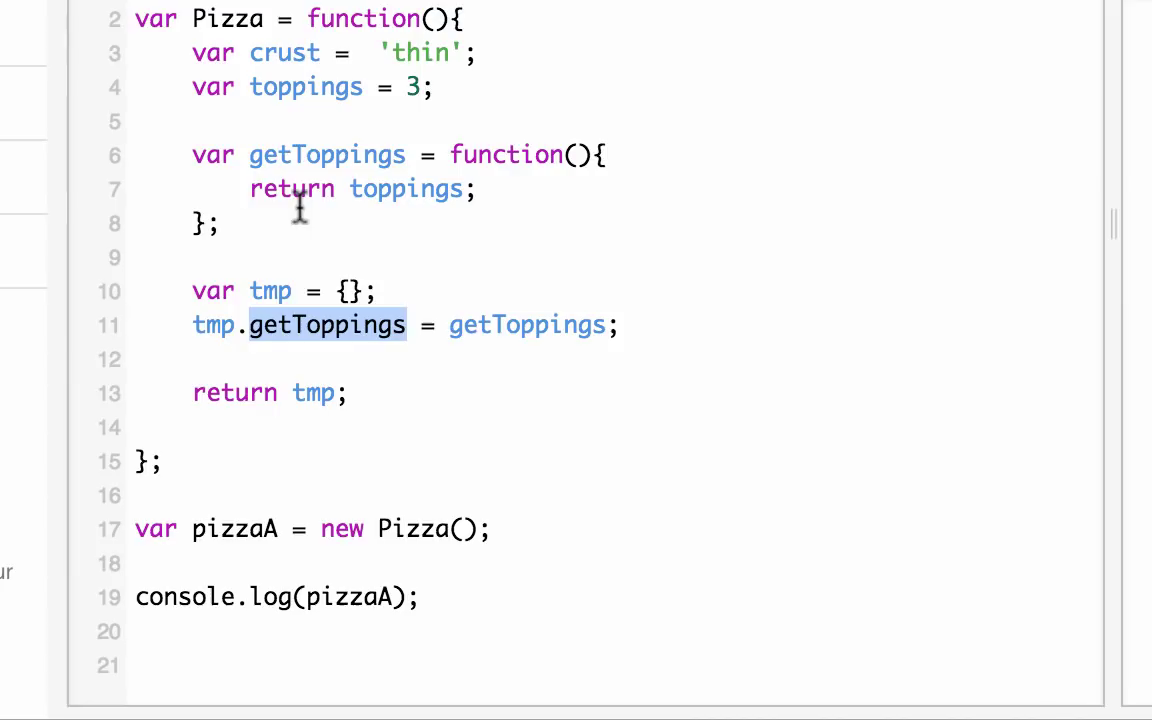 2 var Pizza = function(){
3 var crust =  'thin';
4 var toppings = 3;
5
6 var getToppings = function(){
7 return toppings;
8 };
9
10 var tmp = {};
11 tmp.getToppings = getToppings;
12
13 return tmp;
14
15 };
16
17 var pizzaA = new Pizza();
18
ur
19 console.log(pizzaA);
20
21